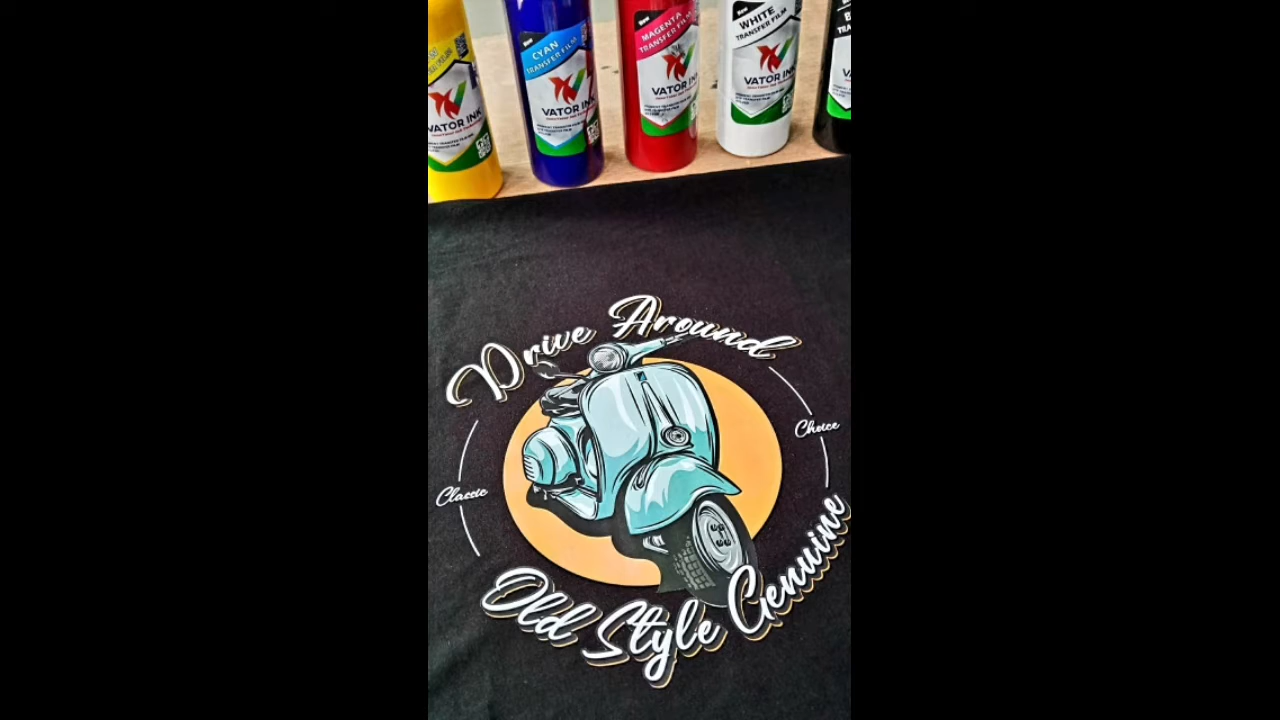 CYAN
TRANSFER FILM
VATOR INK
MAGENTA
TRANSFER FILM
VATOR INK
WHITE
TRANSFER FILM
VATOR INK
VATOR INK
Drive Around
Choice
Classic
Old Style Genuine